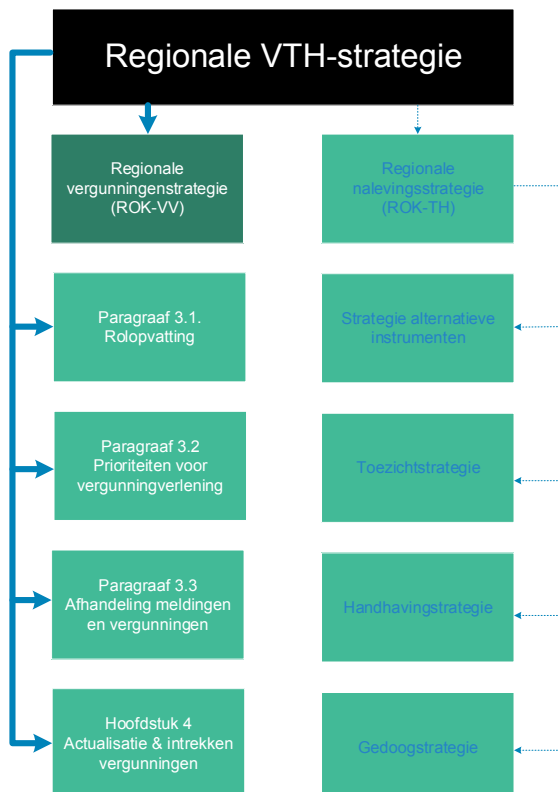 Regionale VTH-strategie
Regionale
vergunningenstrategie
(ROK-VV)
Regionale
nalevingsstrategie
(ROK-TH)
Paragraaf 3.1.
Rolopvatting
Strategie alternatieve
instrumenten
Paragraaf 3.2
Prioriteiten voor
vergunningverlening
Toezichtstrategie
Paragraaf 3.3
Afhandeling meldingen
en vergunningen
Handhavingstrategie
Hoofdstuk 4
Actualisatie & intrekken
vergunningen
Gedoogstrategie